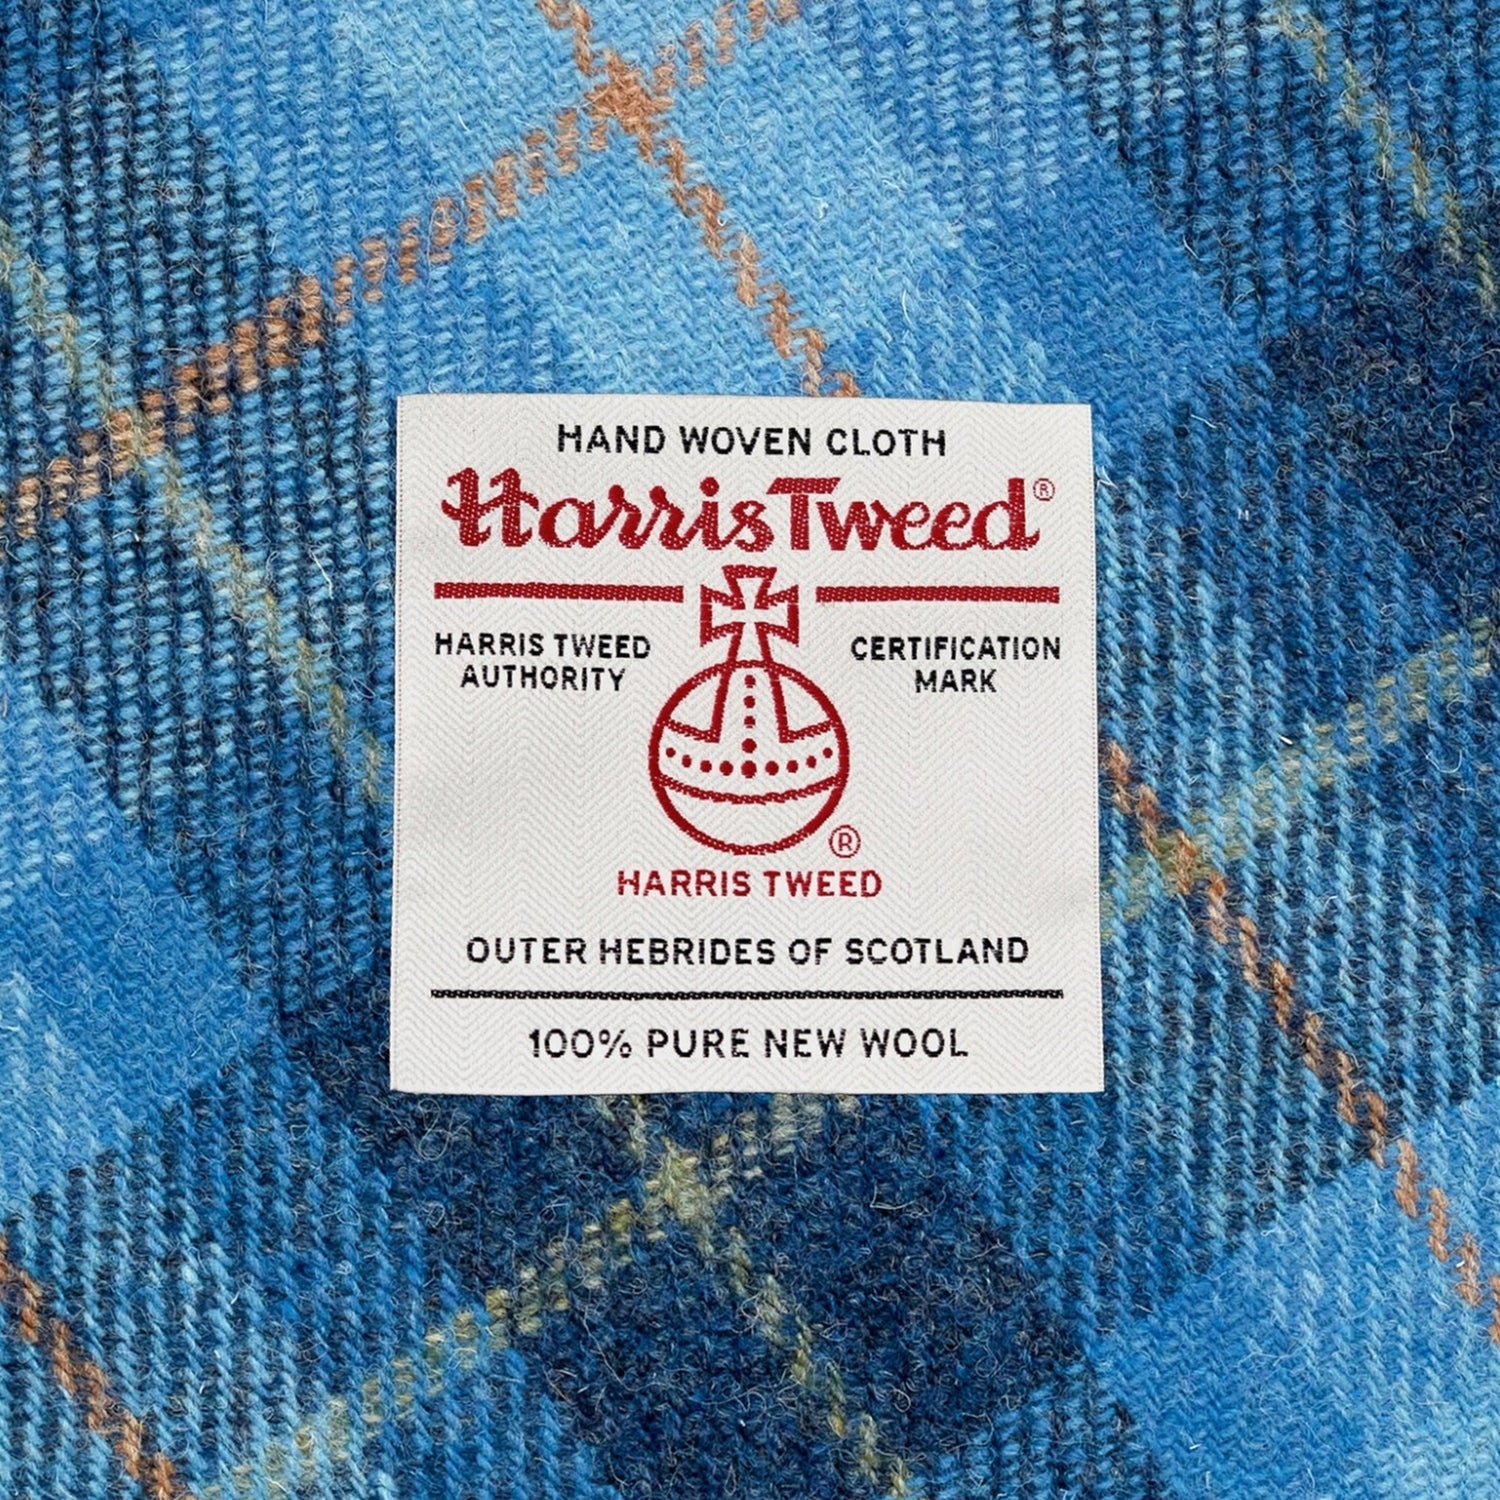 HAND WOVEN CLOTH
Harris Tweed ®
HARRIS TWEED
AUTHORITY
CERTIFICATION
MARK
®
HARRIS TWEED
OUTER HEBRIDES OF SCOTLAND
100% PURE NEW WOOL